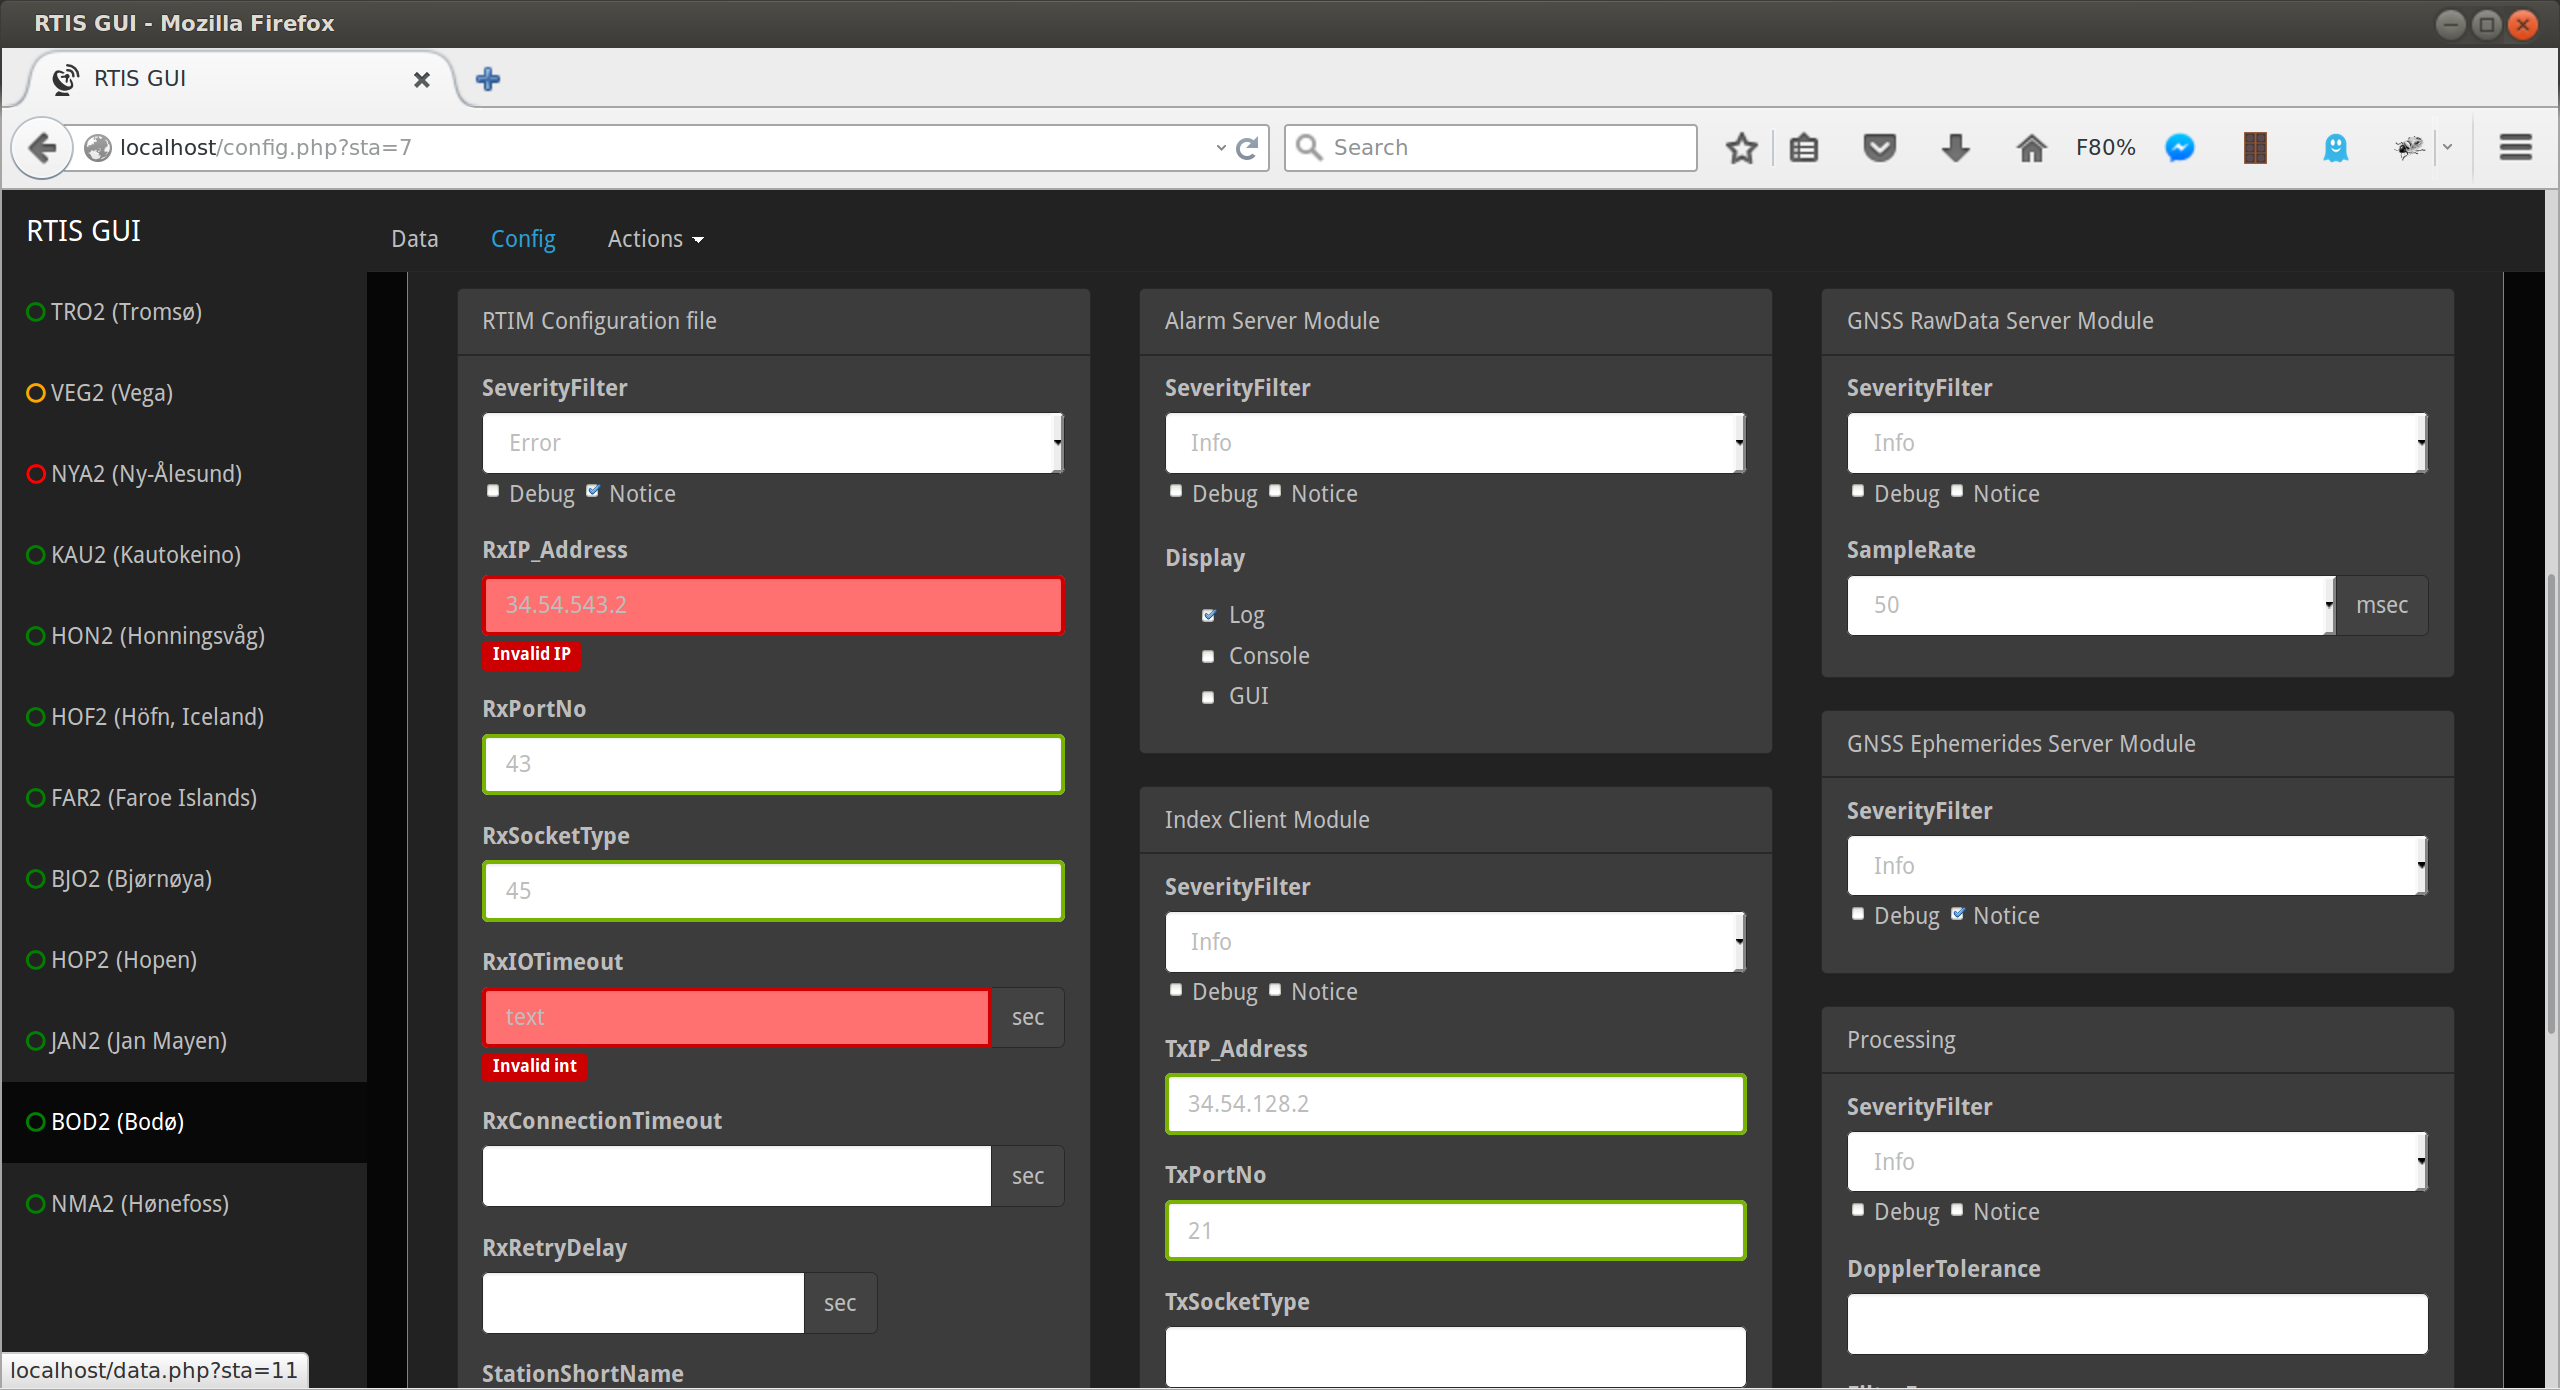 RTIS GUI - Mozilla Firefox
RTIS GUI
localhost/config.php?sta=7
Search
F80%
RTIS GUI
Data
Config
Actions
TRO2 (Tromsø)
VEG2 (Vega)
NYA2 (Ny-Ålesund)
KAU2 (Kautokeino)
HON2 (Honningsvåg)
HOF2 (Höfn, Iceland)
FAR2 (Faroe Islands)
BJO2 (Bjørnøya)
HOP2 (Hopen)
JAN2 (Jan Mayen)
BOD2 (Bodø)
NMA2 (Hønefoss)
RTIM Configuration file
SeverityFilter
Error
Debug Notice
RxIP_Address
34.54.543.2
Invalid IP
RxPortNo
43
RxSocketType
45
RxIOTimeout
text sec
Invalid int
RxConnectionTimeout
sec
RxRetryDelay
sec
StationShortName
Alarm Server Module
SeverityFilter
Info
Debug Notice
Display
Log
Console
GUI
Index Client Module
SeverityFilter
Info
Debug Notice
TxIP_Address
34.54.128.2
TxPortNo
21
TxSocketType
GNSS RawData Server Module
SeverityFilter
Info
Debug Notice
SampleRate
50 msec
GNSS Ephemerides Server Module
SeverityFilter
Info
Debug Notice
Processing
SeverityFilter
Info
Debug Notice
DopplerTolerance
localhost/data.php?sta=11